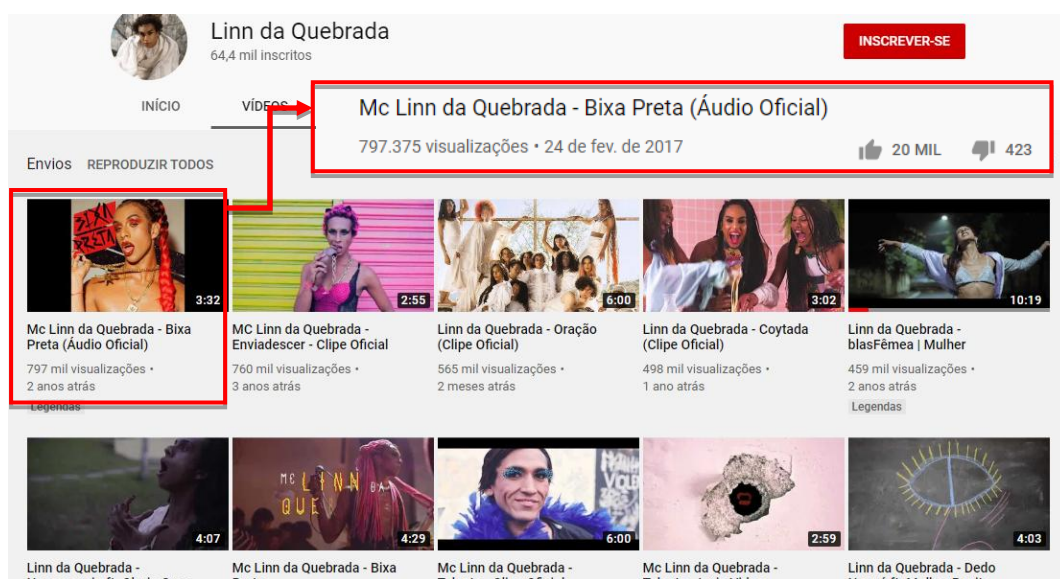 Linn da Quebrada
64,4 mil inscritos
INSCREVER-SE
INÍCIO
VÍDEOS
Mc Linn da Quebrada - Bixa Preta (Áudio Oficial)
797.375 visualizações • 24 de fev. de 2017
20 MIL
423
Envios
REPRODUZIR TODOS
BIXA
PRETA
3:32
2:55
6:00
3:02
10:19
Mc Linn da Quebrada - Bixa
Preta (Áudio Oficial)
797 mil visualizações •
2 anos atrás
Legendas
MC Linn da Quebrada -
Enviadescer - Clipe Oficial
760 mil visualizações •
3 anos atrás
Linn da Quebrada - Oração
(Clipe Oficial)
565 mil visualizações •
2 meses atrás
Linn da Quebrada - Coytada
(Clipe Oficial)
498 mil visualizações •
1 ano atrás
Linn da Quebrada -
blasFêmea | Mulher
459 mil visualizações •
2 anos atrás
Legendas
4:07
MC LINN BA
QUE
4:29
6:00
2:59
4:03
Linn da Quebrada -
Mc Linn da Quebrada - Bixa
Mc Linn da Quebrada -
Mc Linn da Quebrada -
Linn da Quebrada - Dedo